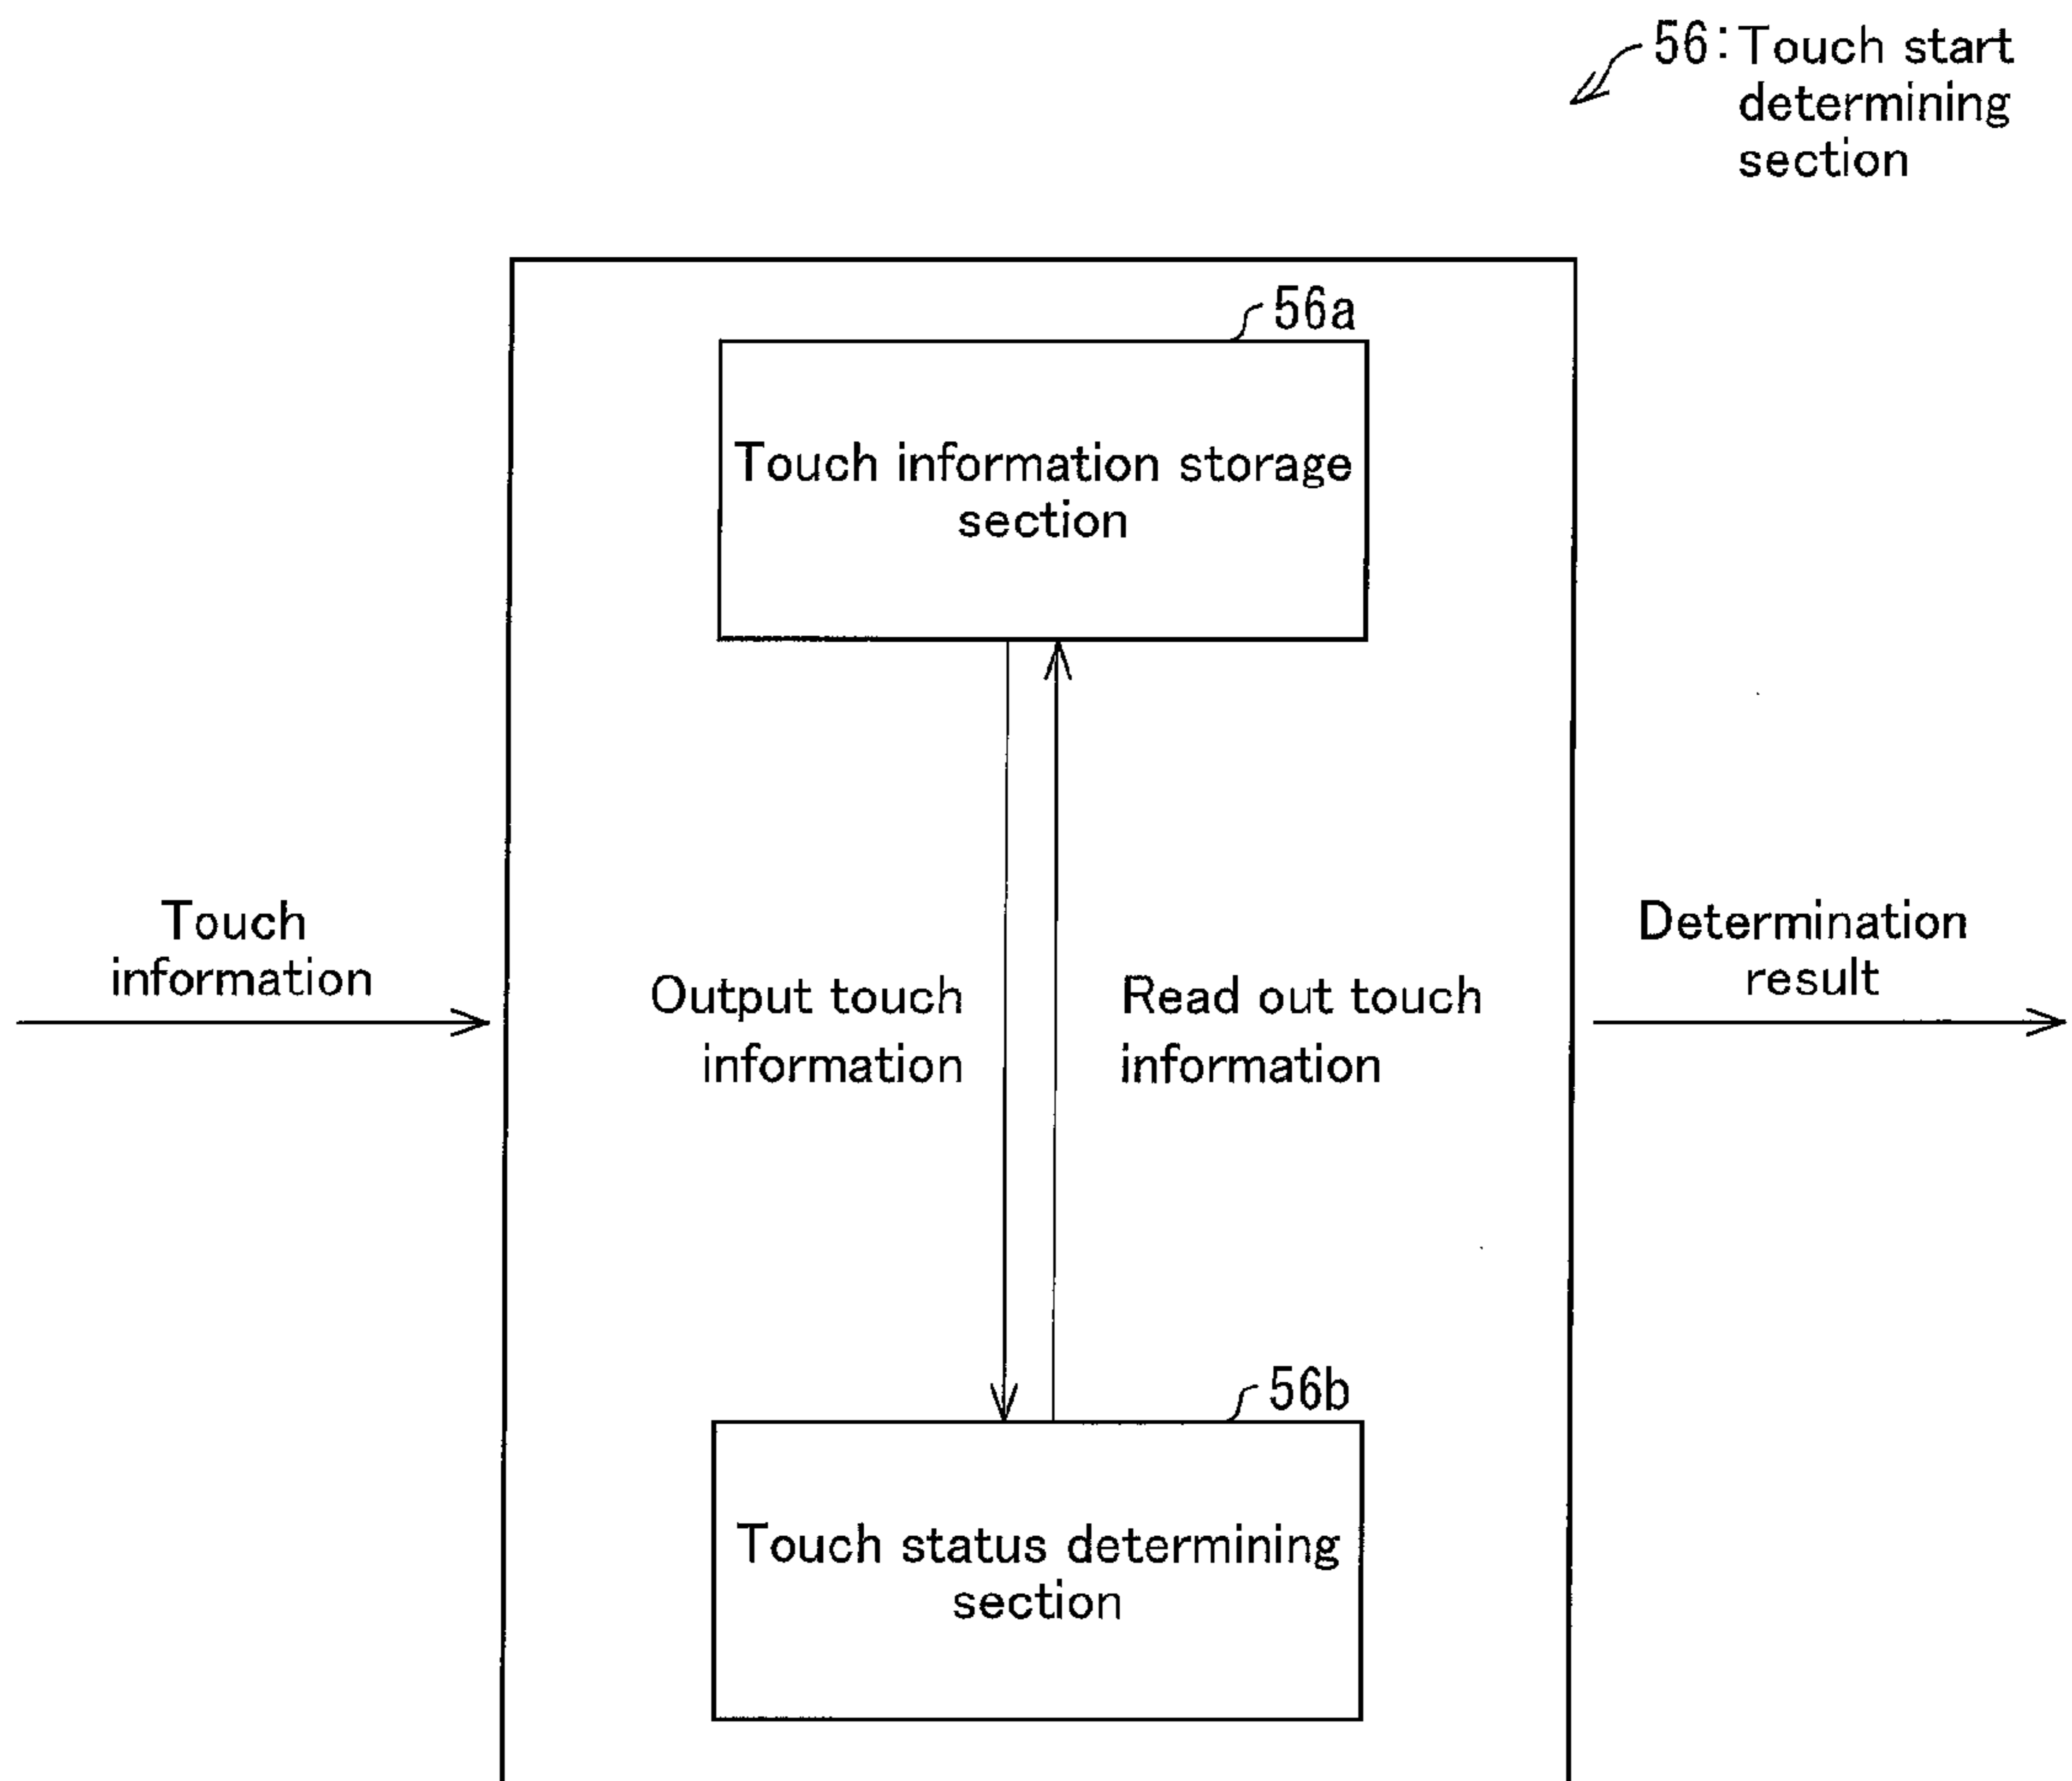 56:Touch start
determining
section
56a
Touch information storage
section
Touch
information
Output touch
information
Read out touch
information
Determination
result
56b
Touch status determining
section